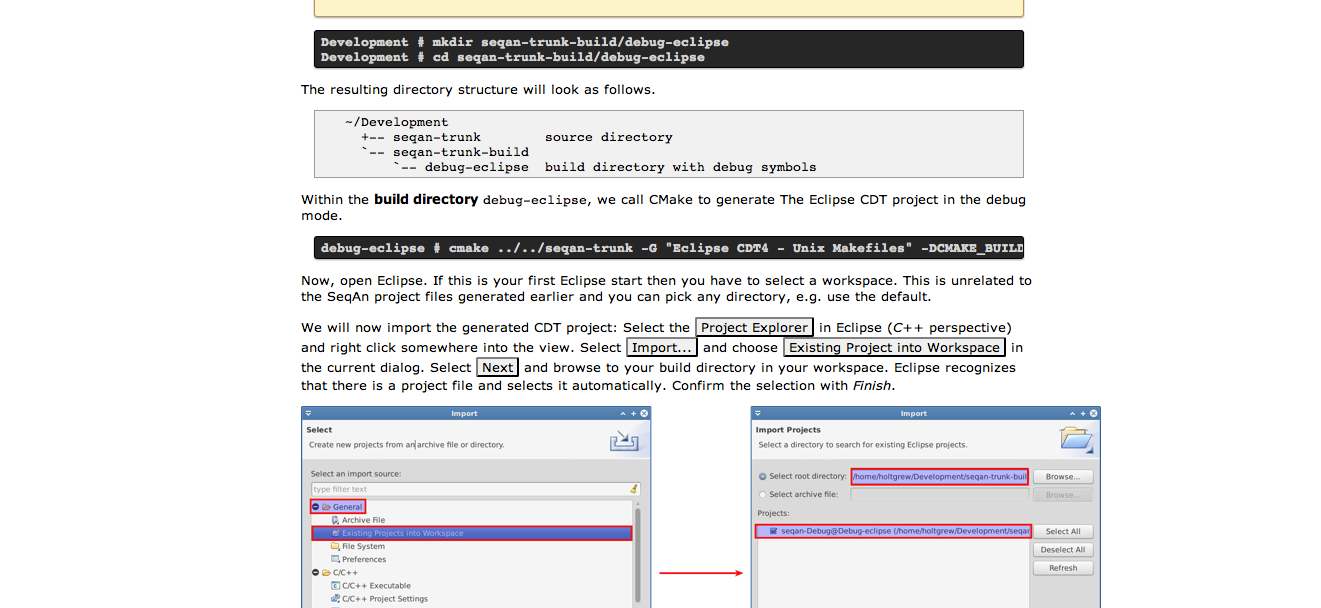 Development # mkdir seqan-trunk-build/debug-eclipse
Development # cd seqan-trunk-build/debug-eclipse
The resulting directory structure will look as follows.
~/Development
+-- seqan-trunk        source directory
`-- seqan-trunk-build
`-- debug-eclipse  build directory with debug symbols
Within the build directory debug-eclipse, we call CMake to generate The Eclipse CDT project in the debug
mode.
debug-eclipse # cmake ../../seqan-trunk -G "Eclipse CDT4 - Unix Makefiles" -DCMAKE_BUILD
Now, open Eclipse. If this is your first Eclipse start then you have to select a workspace. This is unrelated to
the SeqAn project files generated earlier and you can pick any directory, e.g. use the default.
We will now import the generated CDT project: Select the Project Explorer in Eclipse (C++ perspective)
and right click somewhere into the view. Select Import... and choose Existing Project into Workspace in
the current dialog. Select Next and browse to your build directory in your workspace. Eclipse recognizes
that there is a project file and selects it automatically. Confirm the selection with Finish.
Import
Select
Create new projects from an archive file or directory.
Select an import source:
type filter text
General
Archive File
Existing Projects into Workspace
File System
Preferences
C/C++
C/C++ Executable
C/C++ Project Settings
Import
Import Projects
Select a directory to search for existing Eclipse projects.
Select root directory: /home/holtgrew/Development/seqan-trunk-buil Browse...
Select archive file: Browse...
Projects:
seqan-Debug@Debug-eclipse (/home/holtgrew/Development/seqan Select All
Deselect All
Refresh